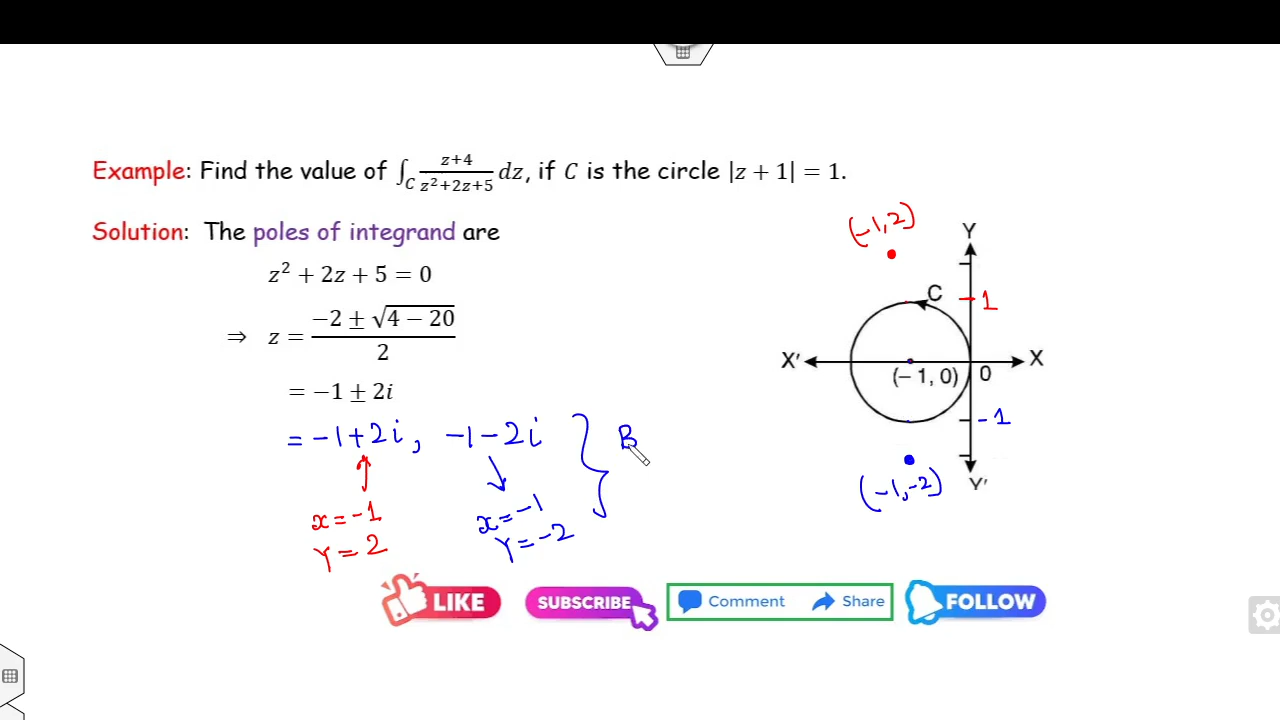 Example: Find the value of ∫_C (z+4)/(z²+2z+5) dz, if C is the circle |z + 1| = 1.
Solution: The poles of integrand are
z² + 2z + 5 = 0
⇒ z = (−2 ± √(4 − 20))/2
= −1 ± 2i
= −1+2i, −1−2i } B
x = −1
y = 2
x = −1
y = −2
(−1,2)
Y
C
1
X′
X
(− 1, 0)
0
−1
(−1,−2)
Y′
LIKE
SUBSCRIBE
Comment
Share
FOLLOW